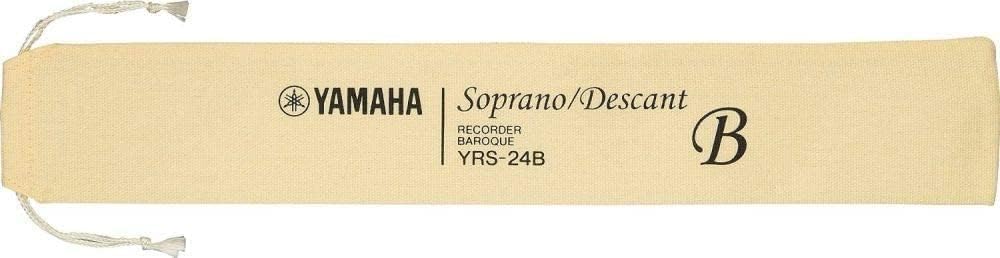 YAMAHA
Soprano/Descant
RECORDER
BAROQUE
YRS-24B
B